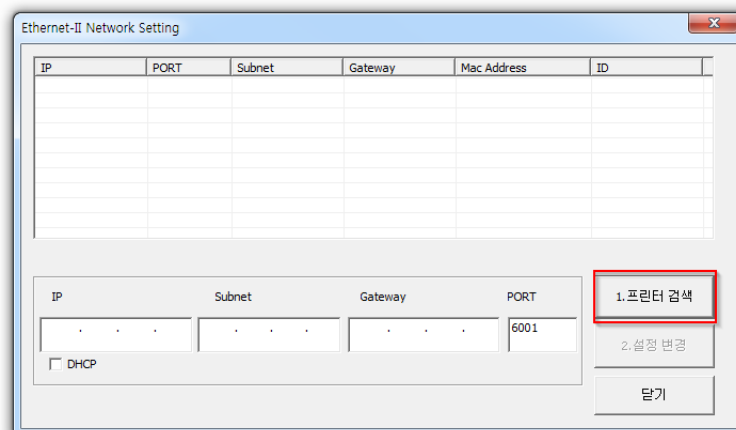 Ethernet-II Network Setting
x
IP PORT Subnet Gateway Mac Address ID
IP Subnet Gateway PORT
. . . . . . . . . 6001
DHCP
1.프린터 검색
2.설정 변경
닫기